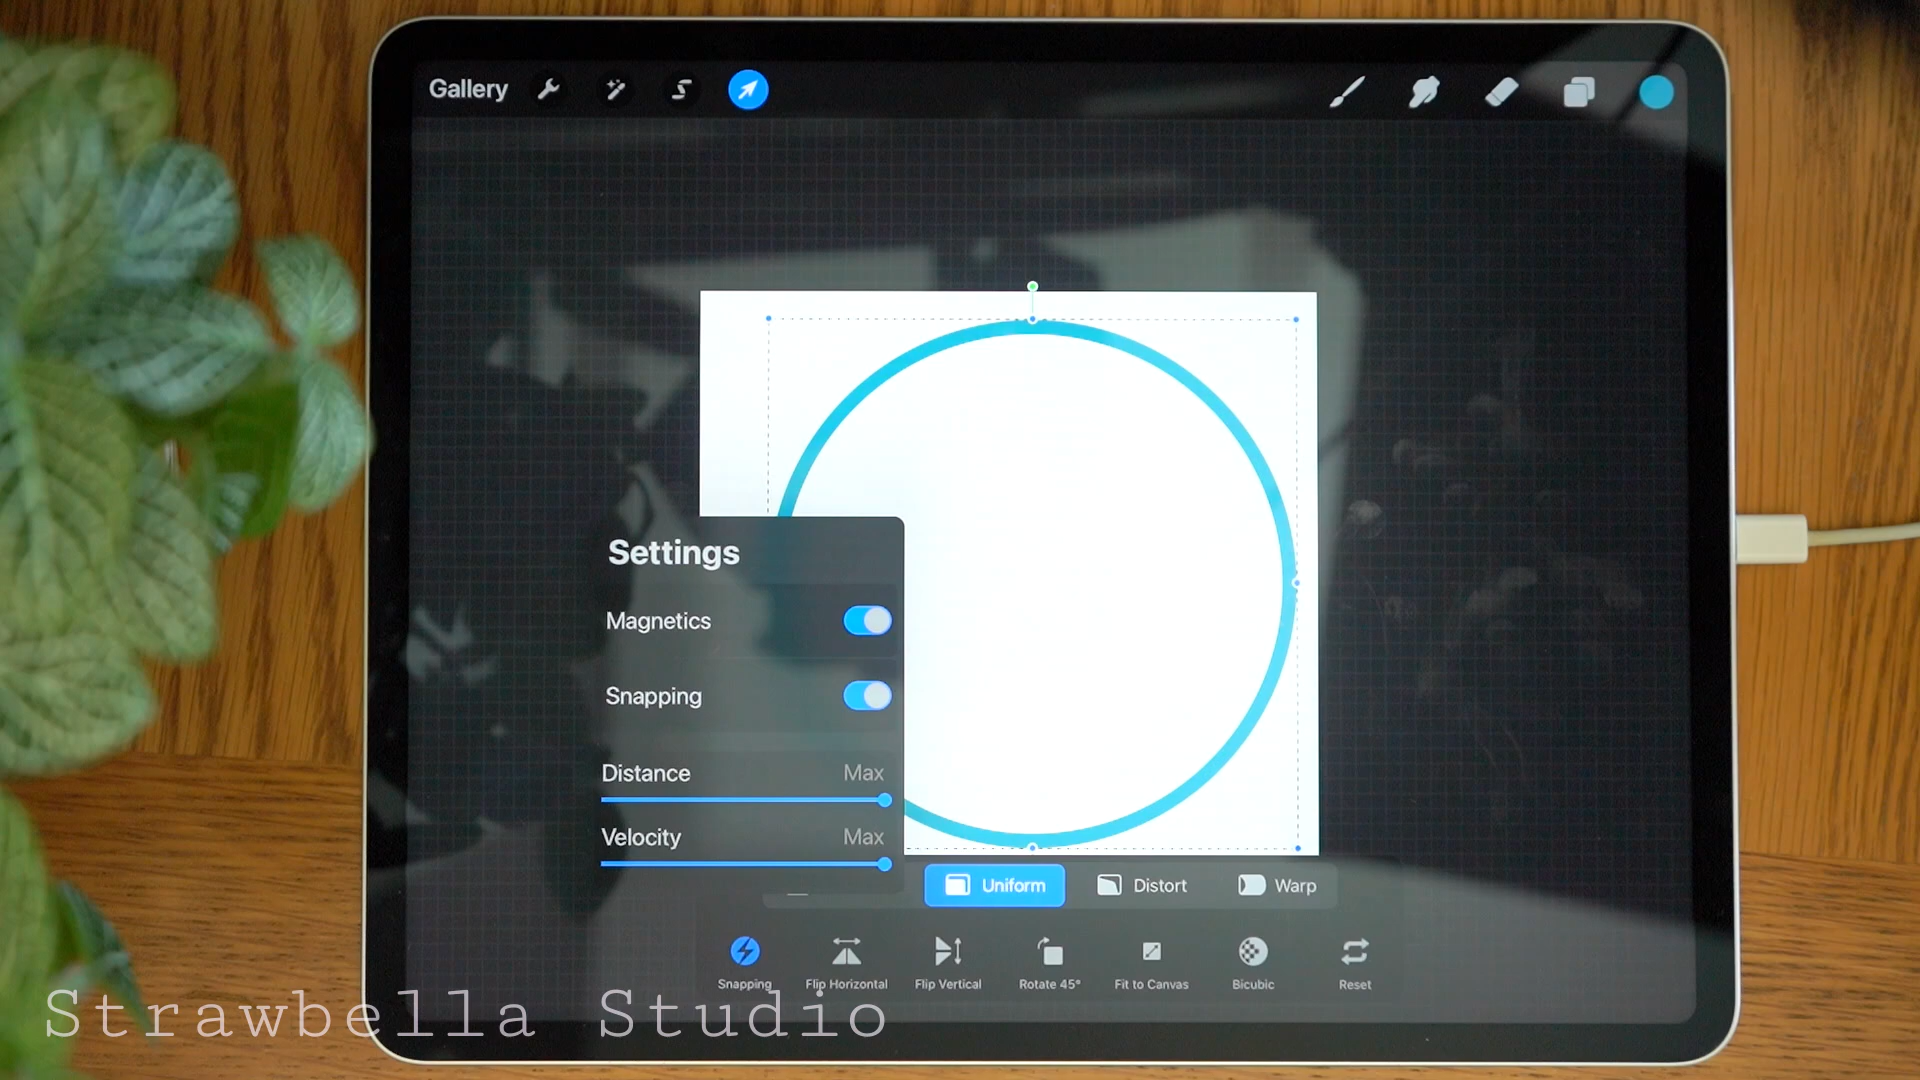 Gallery
Settings
Magnetics
Snapping
Distance Max
Velocity Max
Uniform Distort Warp
Snapping Flip Horizontal Flip Vertical Rotate 45° Fit to Canvas Bicubic Reset
Strawbella Studio